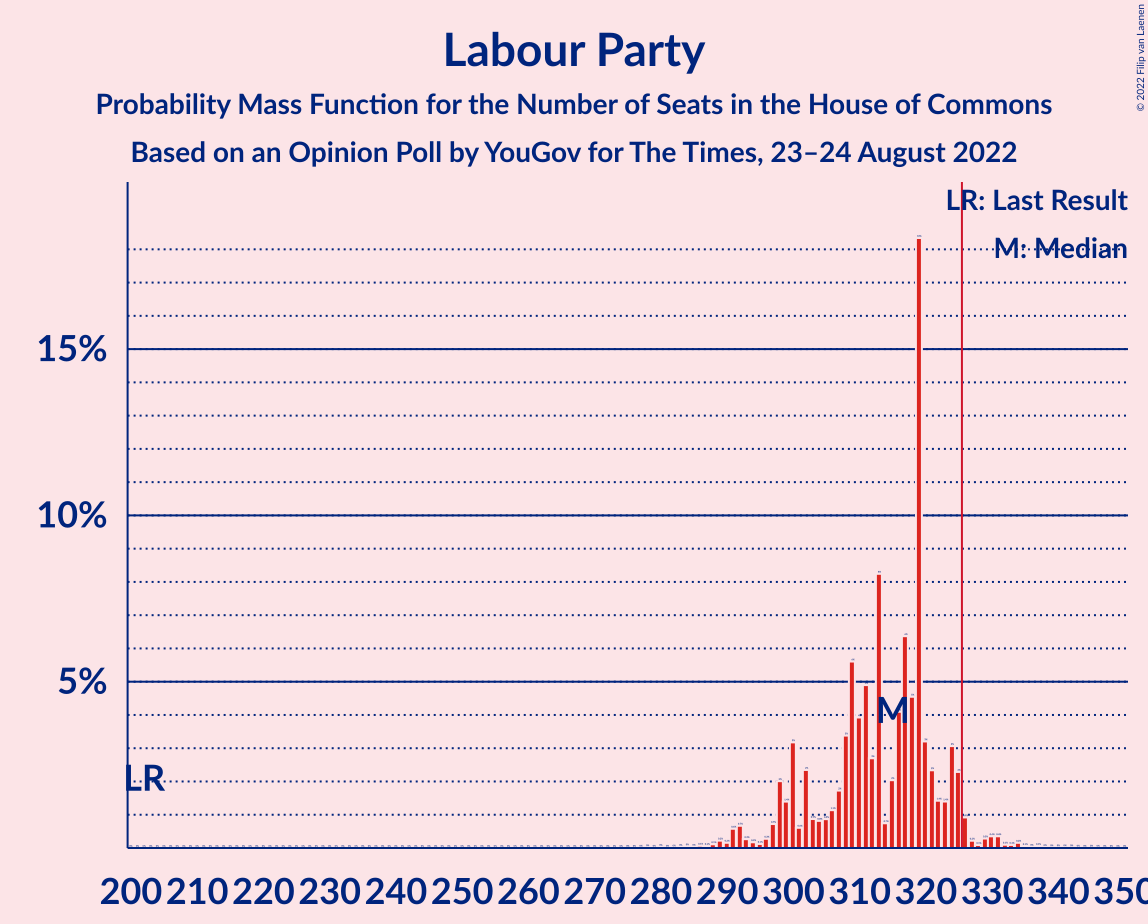 Labour Party
Probability Mass Function for the Number of Seats in the House of Commons
Based on an Opinion Poll by YouGov for The Times, 23–24 August 2022
© 2022 Filip van Laenen
LR: Last Result
M: Median
15%
10%
5%
M
LR
200 210 220 230 240 250 260 270 280 290 300 310 320 330 340 350